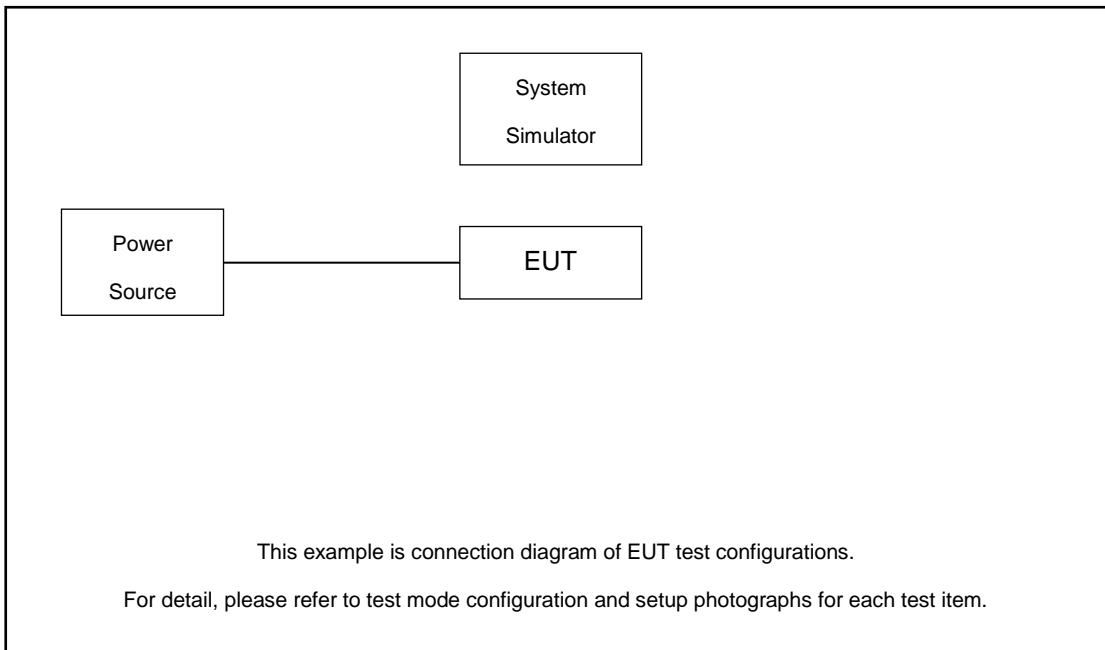 System
Simulator
Power
Source
EUT
This example is connection diagram of EUT test configurations.
For detail, please refer to test mode configuration and setup photographs for each test item.